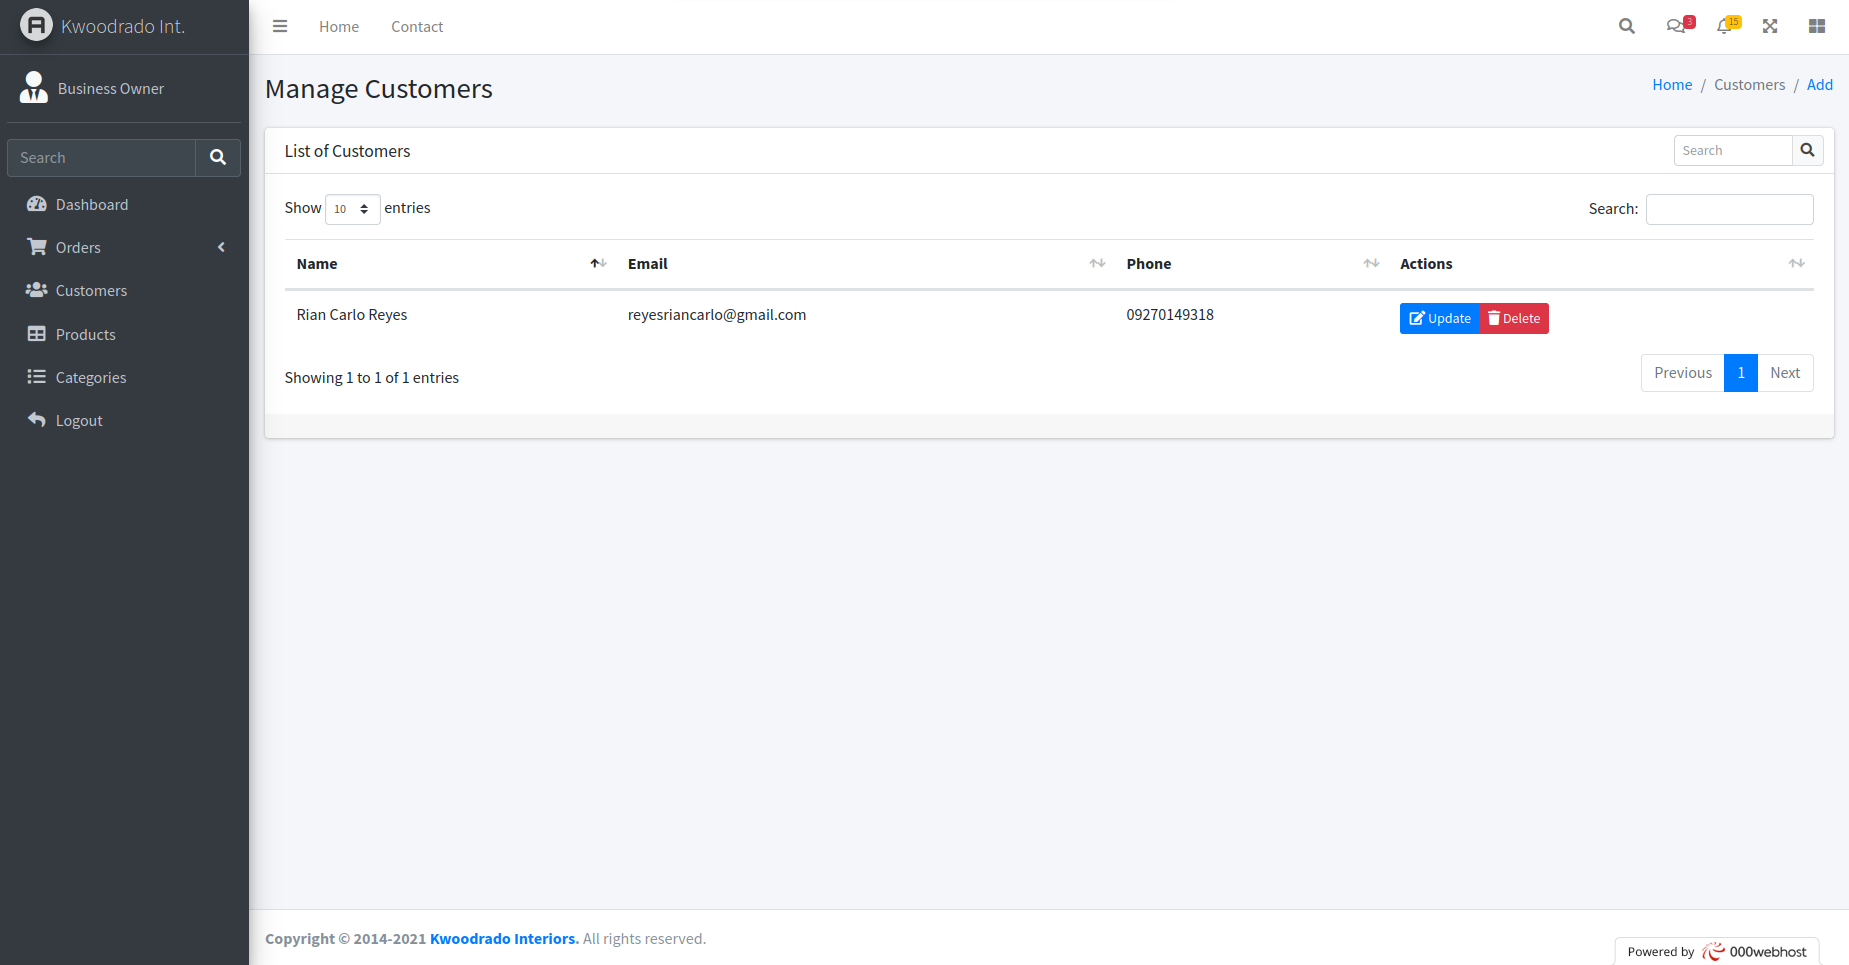 Kwoodrado Int.
Home
Contact
3
15
Business Owner
Search
Dashboard
Orders
Customers
Products
Categories
Logout
Manage Customers
Home / Customers / Add
List of Customers
Search
Show 10 entries
Search:
Name Email Phone Actions
Rian Carlo Reyes reyesriancarlo@gmail.com 09270149318 Update Delete
Showing 1 to 1 of 1 entries
Previous 1 Next
Copyright © 2014-2021 Kwoodrado Interiors. All rights reserved.
Powered by 000webhost